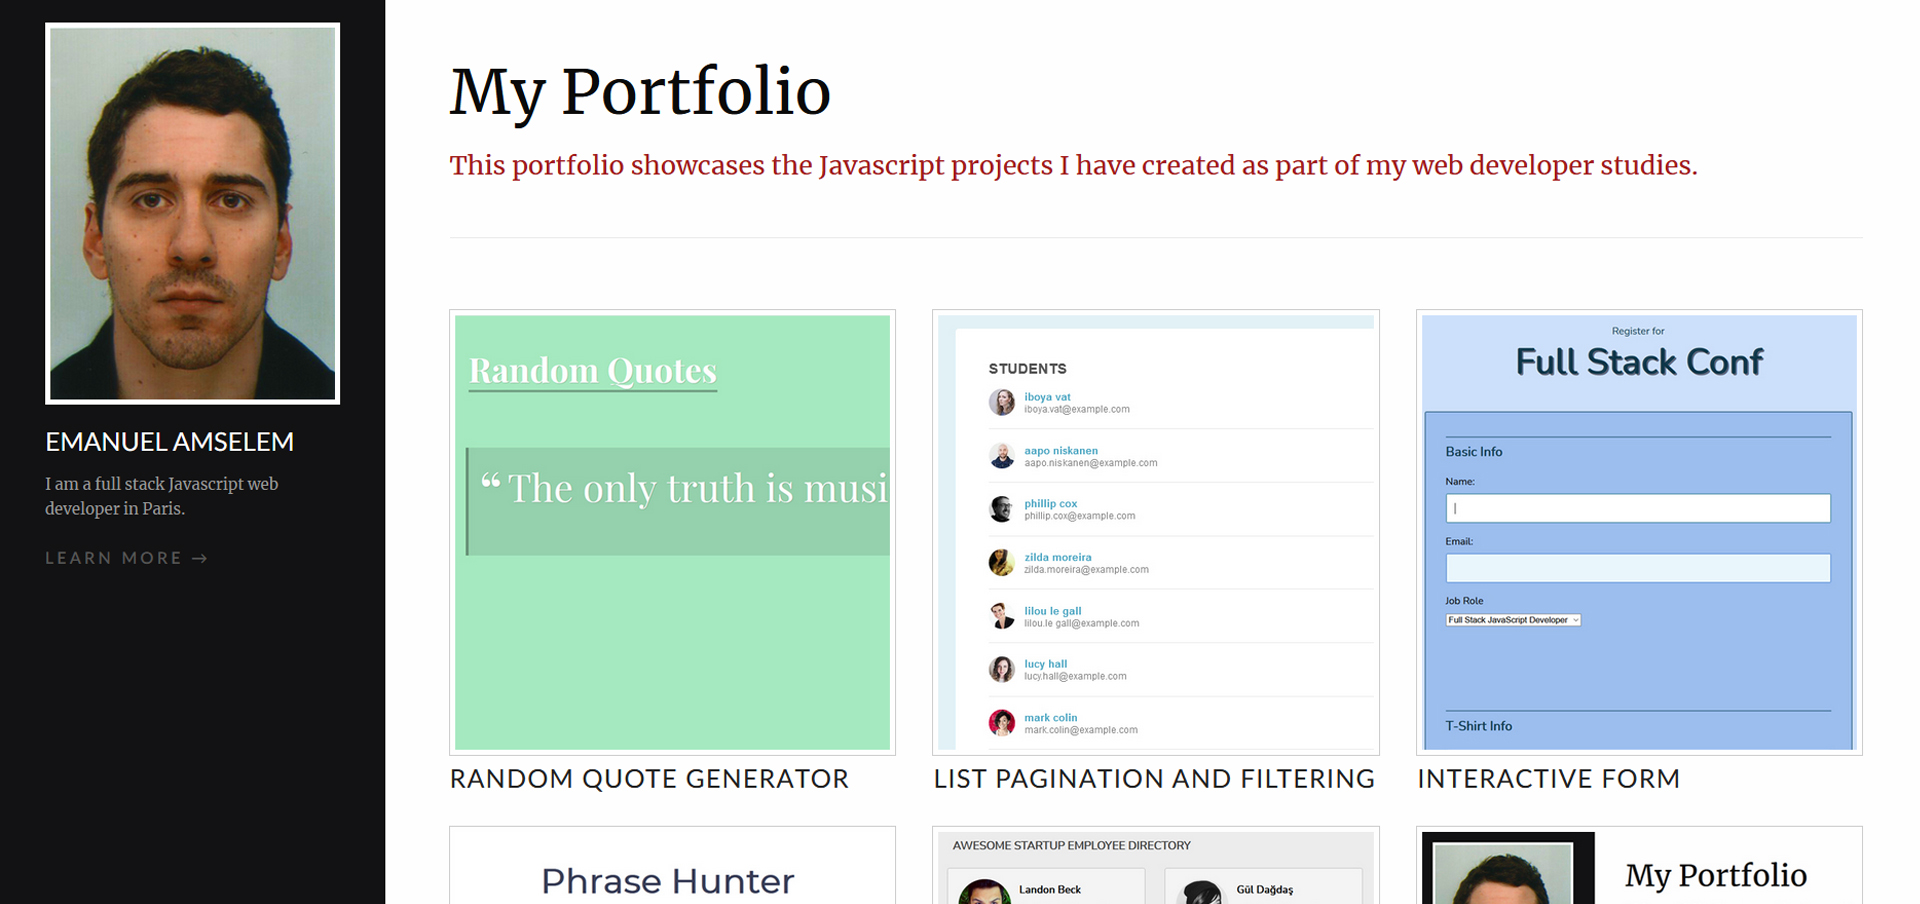 EMANUEL AMSELEM
I am a full stack Javascript web
developer in Paris.
LEARN MORE →
My Portfolio
This portfolio showcases the Javascript projects I have created as part of my web developer studies.
Random Quotes
“ The only truth is musi
RANDOM QUOTE GENERATOR
STUDENTS
iboya vat
iboya.vat@example.com
aapo niskanen
aapo.niskanen@example.com
phillip cox
phillip.cox@example.com
zilda moreira
zilda.moreira@example.com
lilou le gall
lilou.le gall@example.com
lucy hall
lucy.hall@example.com
mark colin
mark.colin@example.com
LIST PAGINATION AND FILTERING
Register for
Full Stack Conf
Basic Info
Name:
Email:
Job Role
Full Stack JavaScript Developer
T-Shirt Info
INTERACTIVE FORM
Phrase Hunter
AWESOME STARTUP EMPLOYEE DIRECTORY
Landon Beck
Gül Dağdaş
My Portfolio